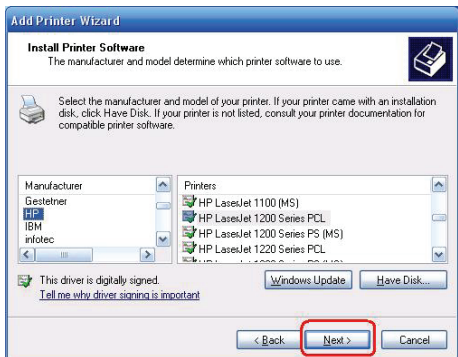 Add Printer Wizard
Install Printer Software
The manufacturer and model determine which printer software to use.
Select the manufacturer and model of your printer. If your printer came with an installation
disk, click Have Disk. If your printer is not listed, consult your printer documentation for
compatible printer software.
Manufacturer
Gestetner
HP
IBM
infotec
Printers
HP LaserJet 1100 (MS)
HP LaserJet 1200 Series PCL
HP LaserJet 1200 Series PS (MS)
HP LaserJet 1220 Series PCL
This driver is digitally signed.
Tell me why driver signing is important
Windows Update
Have Disk...
< Back
Next >
Cancel